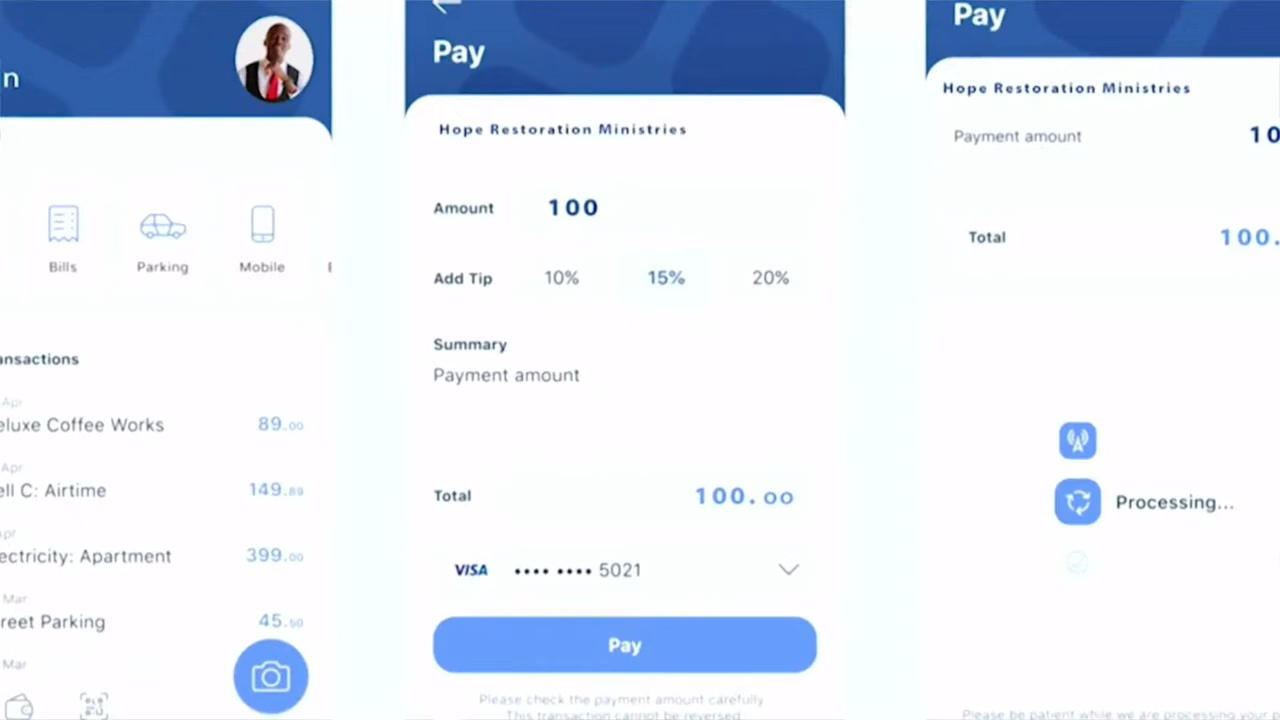 n
Bills
Parking
Mobile
ansactions
Apr
eluxe Coffee Works
89.00
Apr
ell C: Airtime
149.89
Apr
ectricity: Apartment
399.00
Mar
reet Parking
45.50
Mar
Pay
Hope Restoration Ministries
Amount
100
Add Tip
10%
15%
20%
Summary
Payment amount
Total
100.00
VISA
•••• •••• 5021
Pay
Please check the payment amount carefully
This transaction cannot be reversed
Pay
Hope Restoration Ministries
Payment amount
10
Total
100.
Processing...
Please be patient while we are processing your p